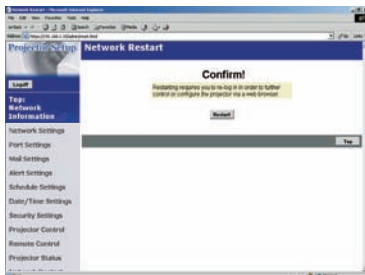 Projector Setup
Network Restart
Logoff
Top:
Network
Information
Network Settings
Port Settings
Mail Settings
Alert Settings
Schedule Settings
Date/Time Settings
Security Settings
Projector Control
Remote Control
Projector Status
Confirm!
Restarting requires you to re-log in in order to further
control or configure the projector via a web browser.
Restart
Top